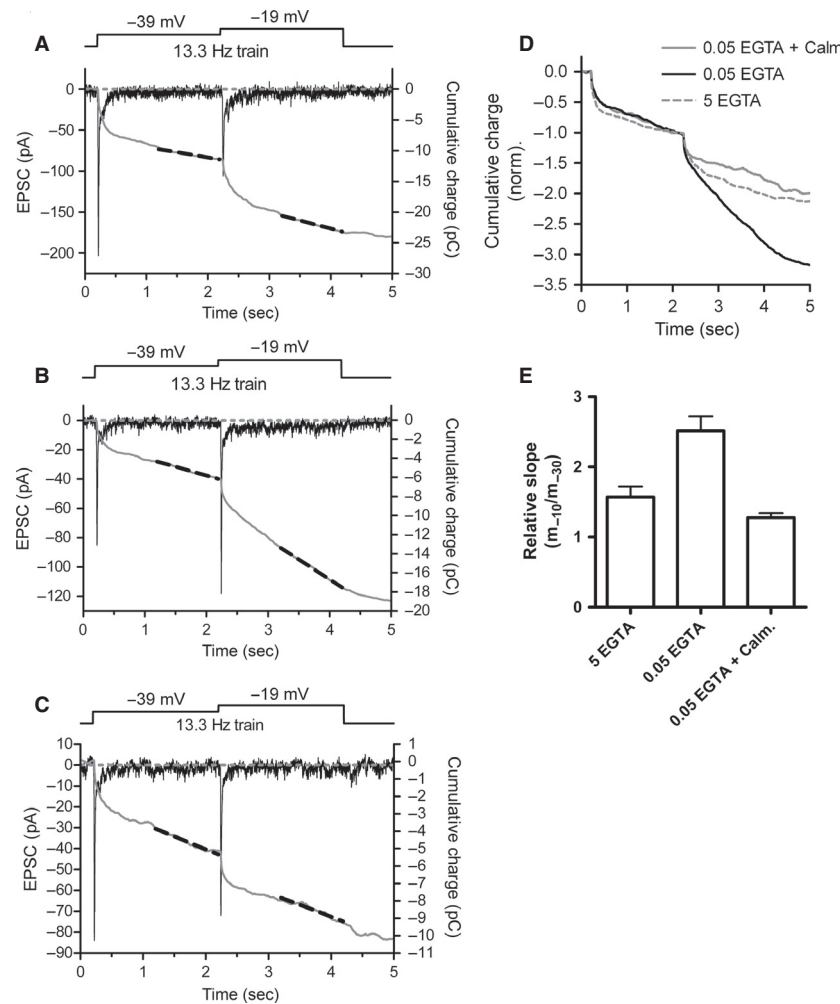 A
−39 mV
−19 mV
13.3 Hz train
EPSC (pA)
0
−50
−100
−150
−200
0
−5
−10
−15
−20
−25
−30
Cumulative charge (pC)
0 1 2 3 4 5
Time (sec)
B
−39 mV
−19 mV
13.3 Hz train
EPSC (pA)
0
−20
−40
−60
−80
−100
−120
0
−2
−4
−6
−8
−10
−12
−14
−16
−18
−20
Cumulative charge (pC)
0 1 2 3 4 5
Time (sec)
C
−39 mV
−19 mV
13.3 Hz train
EPSC (pA)
10
0
−10
−20
−30
−40
−50
−60
−70
−80
−90
1
0
−1
−2
−3
−4
−5
−6
−7
−8
−9
−10
−11
Cumulative charge (pC)
0 1 2 3 4 5
Time (sec)
D
0.05 EGTA + Calm.
0.05 EGTA
5 EGTA
Cumulative charge
(norm).
0.0
−0.5
−1.0
−1.5
−2.0
−2.5
−3.0
−3.5
0 1 2 3 4 5
Time (sec)
E
Relative slope
(m−10/m−30)
3
2
1
0
5 EGTA
0.05 EGTA
0.05 EGTA + Calm.